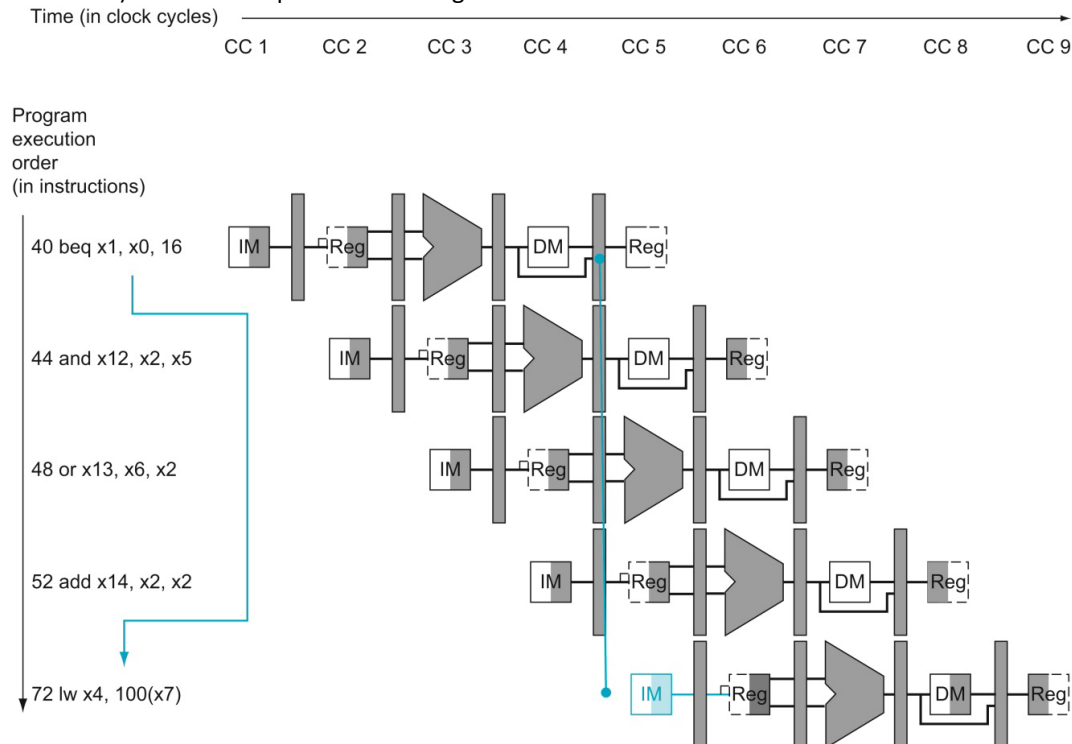 Time (in clock cycles)
CC 1 CC 2 CC 3 CC 4 CC 5 CC 6 CC 7 CC 8 CC 9
Program
execution
order
(in instructions)
40 beq x1, x0, 16 IM Reg DM Reg
44 and x12, x2, x5 IM Reg DM Reg
48 or x13, x6, x2 IM Reg DM Reg
52 add x14, x2, x2 IM Reg DM Reg
72 lw x4, 100(x7) IM Reg DM Reg